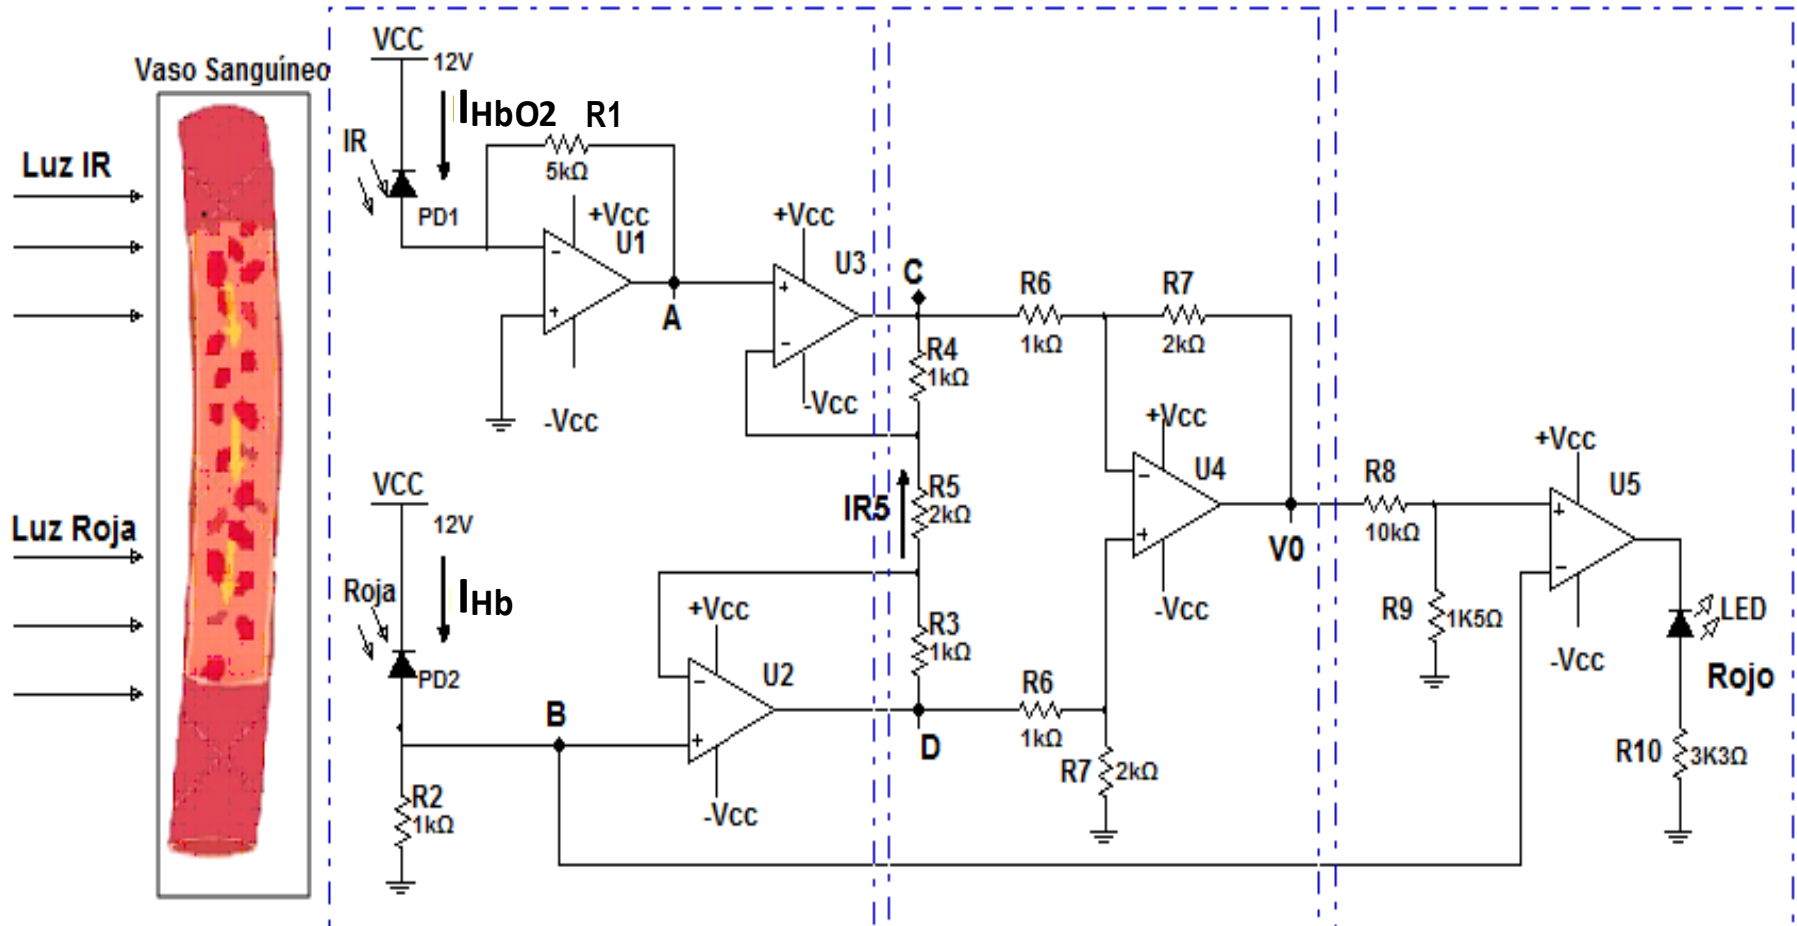 Vaso Sanguíneo
Luz IR
Luz Roja
VCC
12V
IHbO2
R1
5kΩ
IR
PD1
+Vcc
U1
-
+
-Vcc
A
+Vcc
U3
+
-
-Vcc
C
R4
1kΩ
R6
1kΩ
R7
2kΩ
IR5
R5
2kΩ
R3
1kΩ
VCC
12V
Roja
IHb
PD2
B
R2
1kΩ
+Vcc
U2
-
+
-Vcc
D
R6
1kΩ
R7
2kΩ
+Vcc
U4
-
+
-Vcc
V0
R8
10kΩ
R9
1K5Ω
+Vcc
U5
+
-
-Vcc
LED
Rojo
R10
3K3Ω